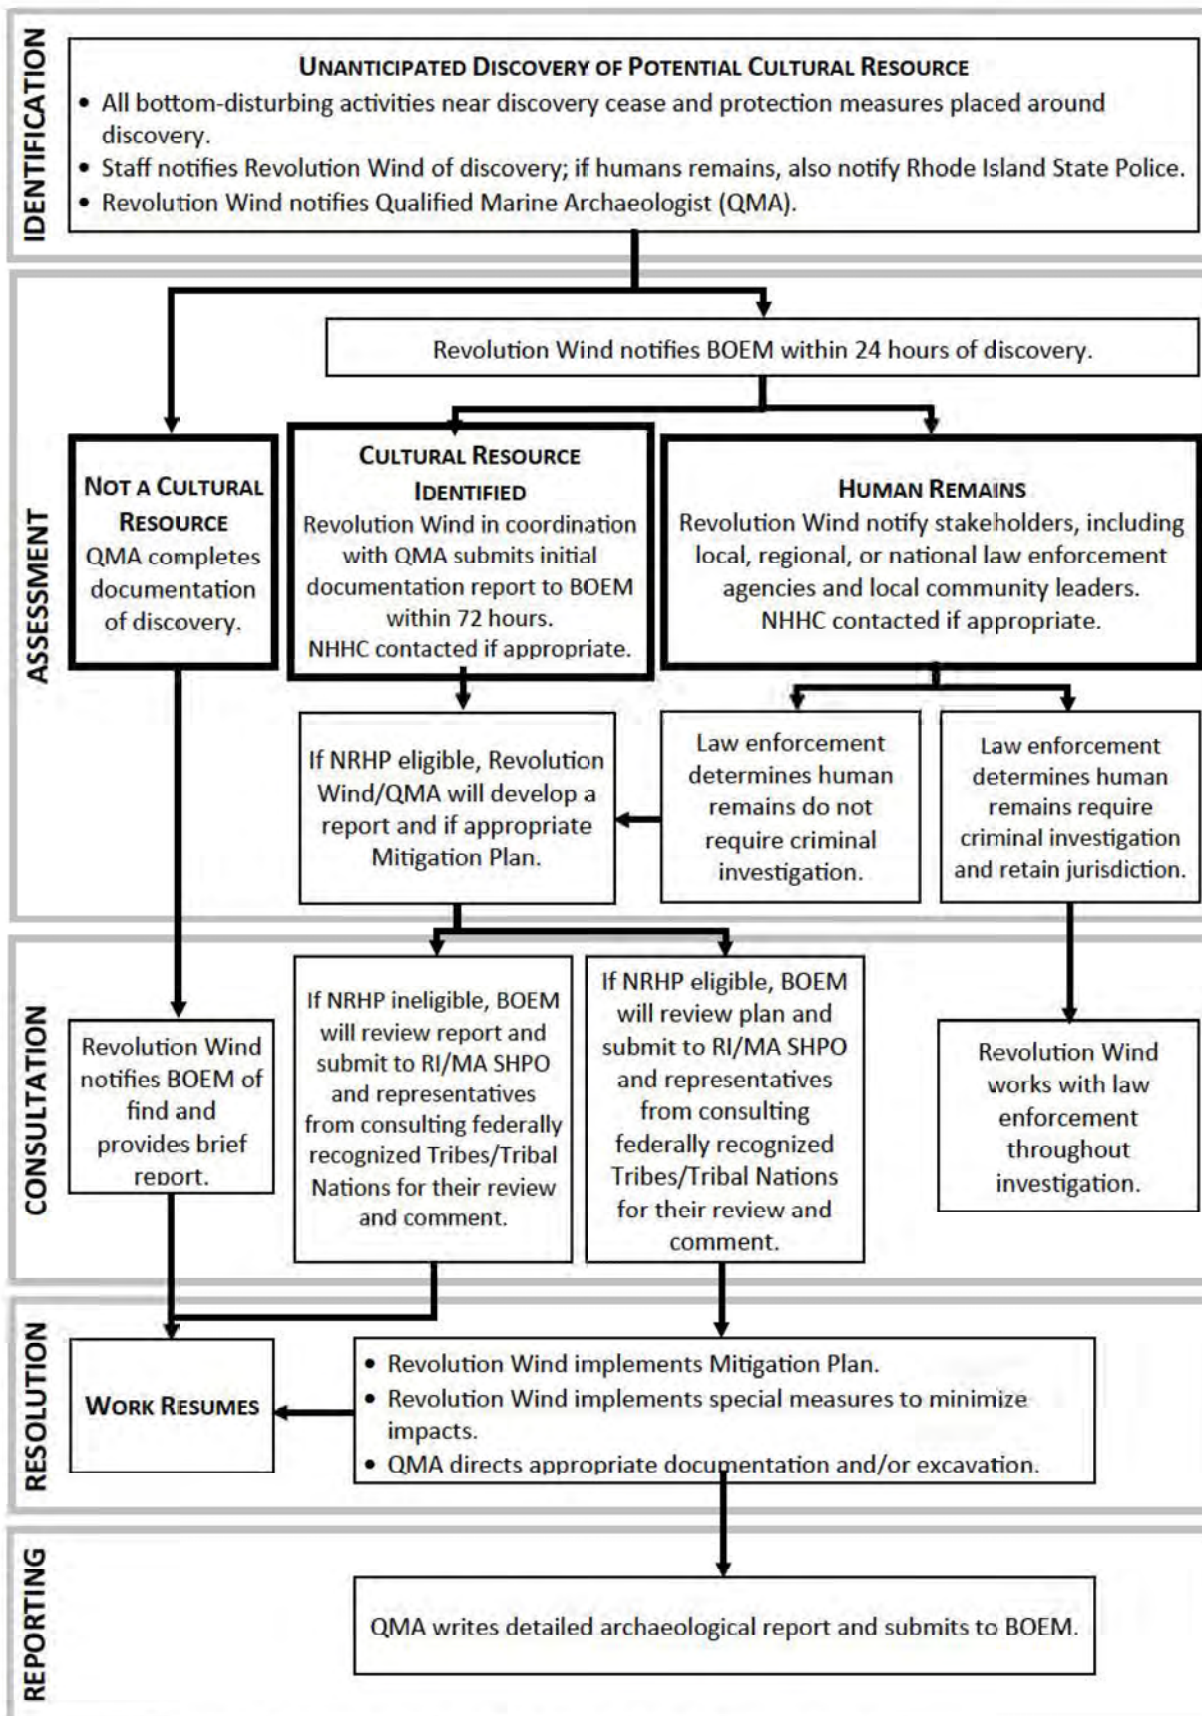 IDENTIFICATION
UNANTICIPATED DISCOVERY OF POTENTIAL CULTURAL RESOURCE
• All bottom-disturbing activities near discovery cease and protection measures placed around
discovery.
• Staff notifies Revolution Wind of discovery; if humans remains, also notify Rhode Island State Police.
• Revolution Wind notifies Qualified Marine Archaeologist (QMA).
ASSESSMENT
Revolution Wind notifies BOEM within 24 hours of discovery.
NOT A CULTURAL
RESOURCE
QMA completes
documentation
of discovery.
CULTURAL RESOURCE
IDENTIFIED
Revolution Wind in coordination
with QMA submits initial
documentation report to BOEM
within 72 hours.
NHHC contacted if appropriate.
HUMAN REMAINS
Revolution Wind notify stakeholders, including
local, regional, or national law enforcement
agencies and local community leaders.
NHHC contacted if appropriate.
If NRHP eligible, Revolution
Wind/QMA will develop a
report and if appropriate
Mitigation Plan.
Law enforcement
determines human
remains do not
require criminal
investigation.
Law enforcement
determines human
remains require
criminal investigation
and retain jurisdiction.
CONSULTATION
Revolution Wind
notifies BOEM of
find and
provides brief
report.
If NRHP ineligible, BOEM
will review report and
submit to RI/MA SHPO
and representatives
from consulting federally
recognized Tribes/Tribal
Nations for their review
and comment.
If NRHP eligible, BOEM
will review plan and
submit to RI/MA SHPO
and representatives
from consulting
federally recognized
Tribes/Tribal Nations
for their review and
comment.
Revolution Wind
works with law
enforcement
throughout
investigation.
RESOLUTION
WORK RESUMES
• Revolution Wind implements Mitigation Plan.
• Revolution Wind implements special measures to minimize
impacts.
• QMA directs appropriate documentation and/or excavation.
REPORTING
QMA writes detailed archaeological report and submits to BOEM.